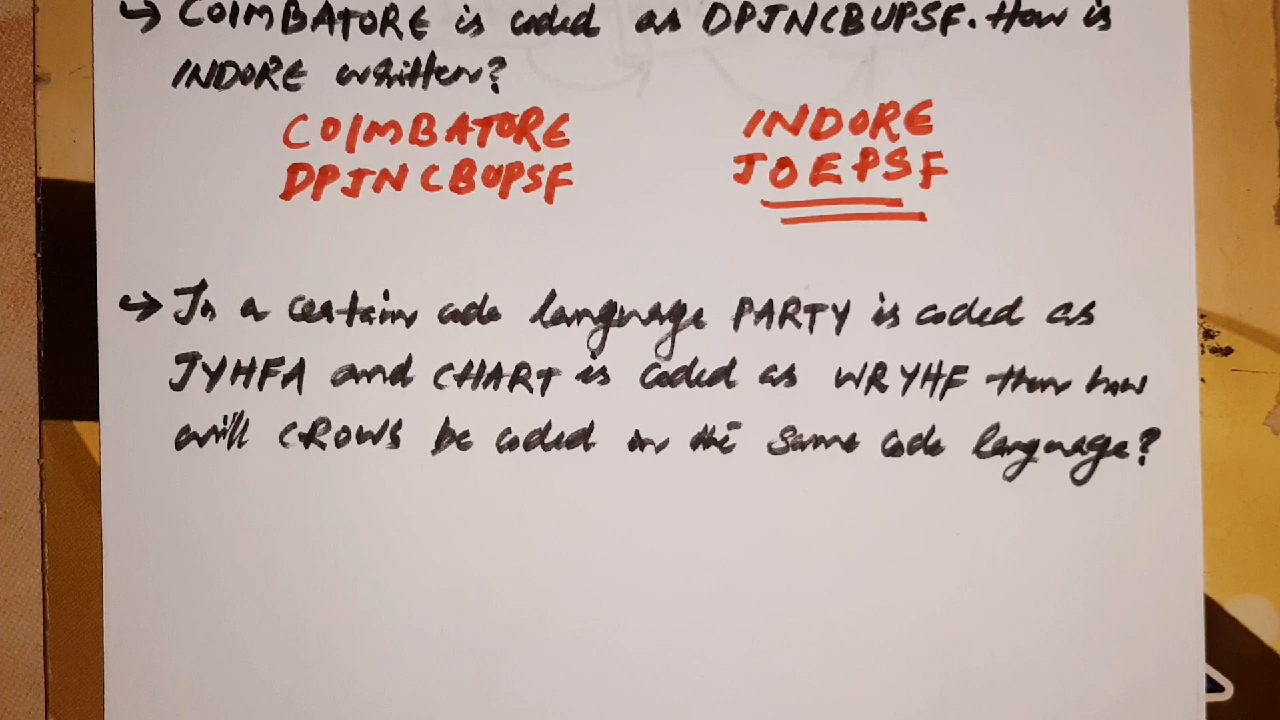 ↳ COIMBATORE is coded as DPJNCBUPSF. How is
INDORE written?
COIMBATORE INDORE
DPJNCBUPSF JOEPSF
↳ In a certain code language PARTY is coded as
JYHFA and CHART is coded as WRYHF then how
will CROWS be coded in the same code language?